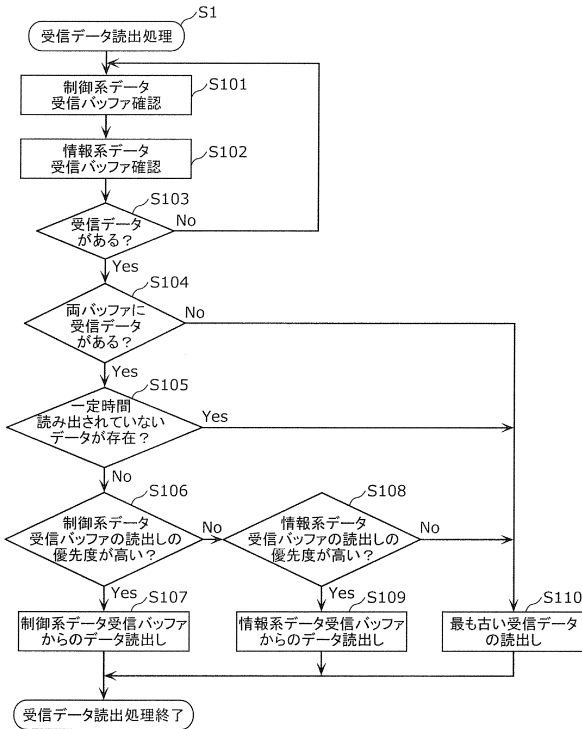 S1
受信データ読出処理
S101
制御系データ
受信バッファ確認
S102
情報系データ
受信バッファ確認
S103
受信データ
がある？
No
Yes
S104
両バッファに
受信データ
がある？
No
Yes
S105
一定時間
読み出されていない
データが存在？
Yes
No
S106
制御系データ
受信バッファの読出しの
優先度が高い？
No
S108
情報系データ
受信バッファの読出しの
優先度が高い？
No
Yes
S107
制御系データ受信バッファ
からのデータ読出し
Yes
S109
情報系データ受信バッファ
からのデータ読出し
S110
最も古い受信データ
の読出し
受信データ読出処理終了